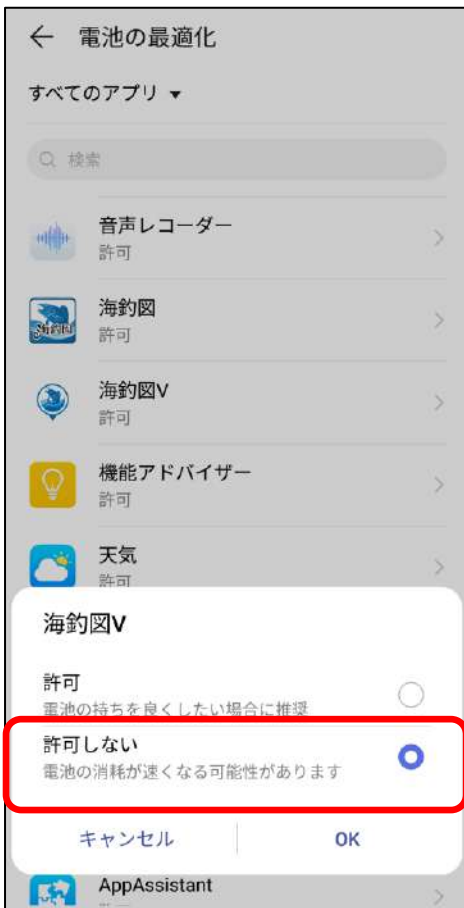 ← 電池の最適化
すべてのアプリ ▼
検索
音声レコーダー
許可
海釣図
許可
海釣図V
許可
機能アドバイザー
許可
天気
許可
海釣図V
許可
電池の持ちを良くしたい場合に推奨
許可しない
電池の消耗が速くなる可能性があります
キャンセル
OK
AppAssistant